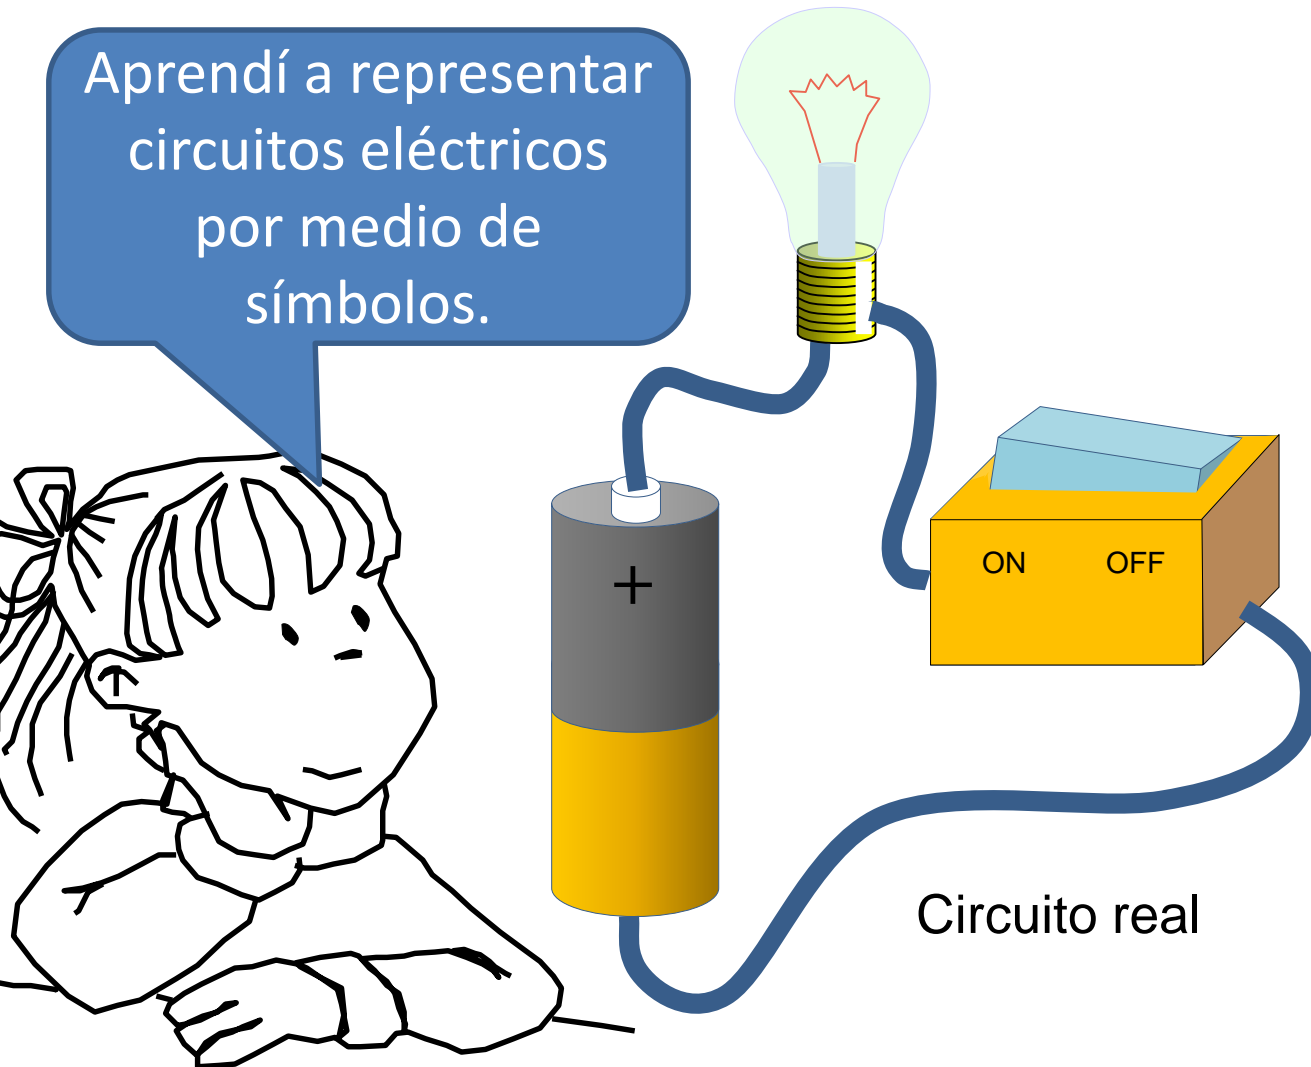 Aprendí a representar
circuitos eléctricos
por medio de
símbolos.
+
ON OFF
Circuito real